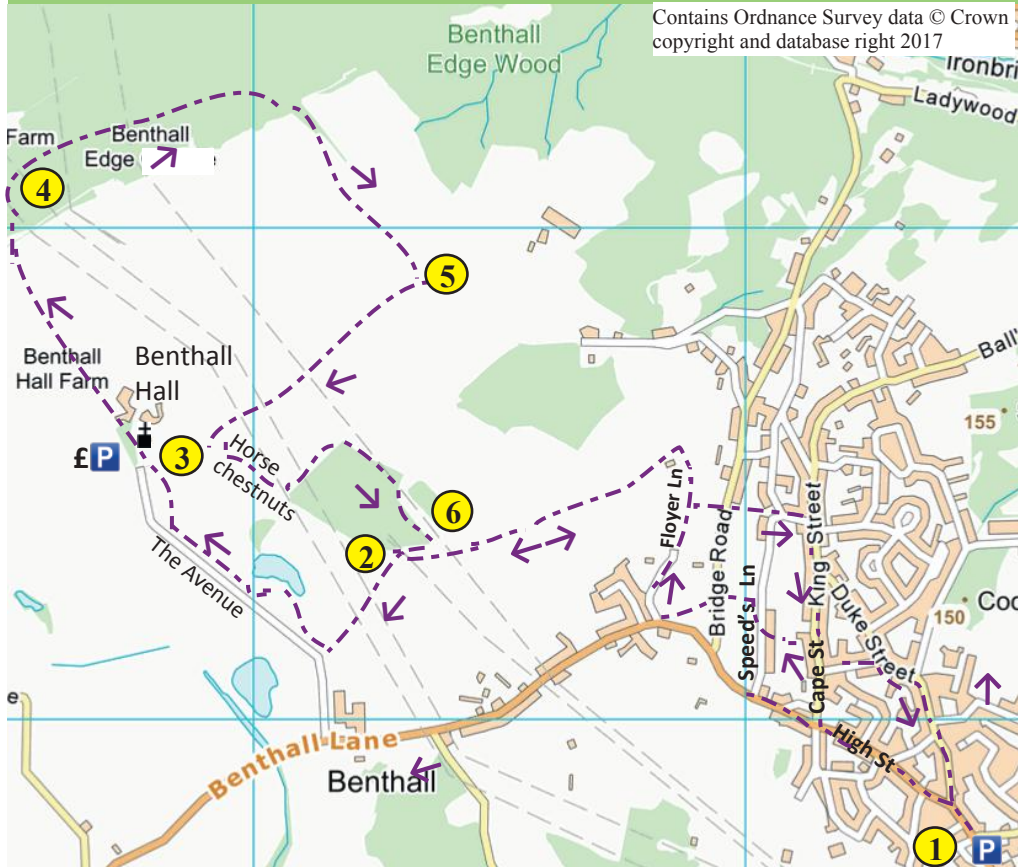 Contains Ordnance Survey data © Crown
copyright and database right 2017
Benthall
Edge Wood
Ironbri
Ladywood
Farm
Benthall
Edge
4
5
Benthall
Hall Farm
Benthall
Hall
£ P
3
Horse
chestnuts
6
2
The Avenue
Floyer Ln
Bridge Road
Speed's Ln
King Street
Cape St
Duke Street
Ball'
155
150
High St
Benthall Lane
Benthall
1
P